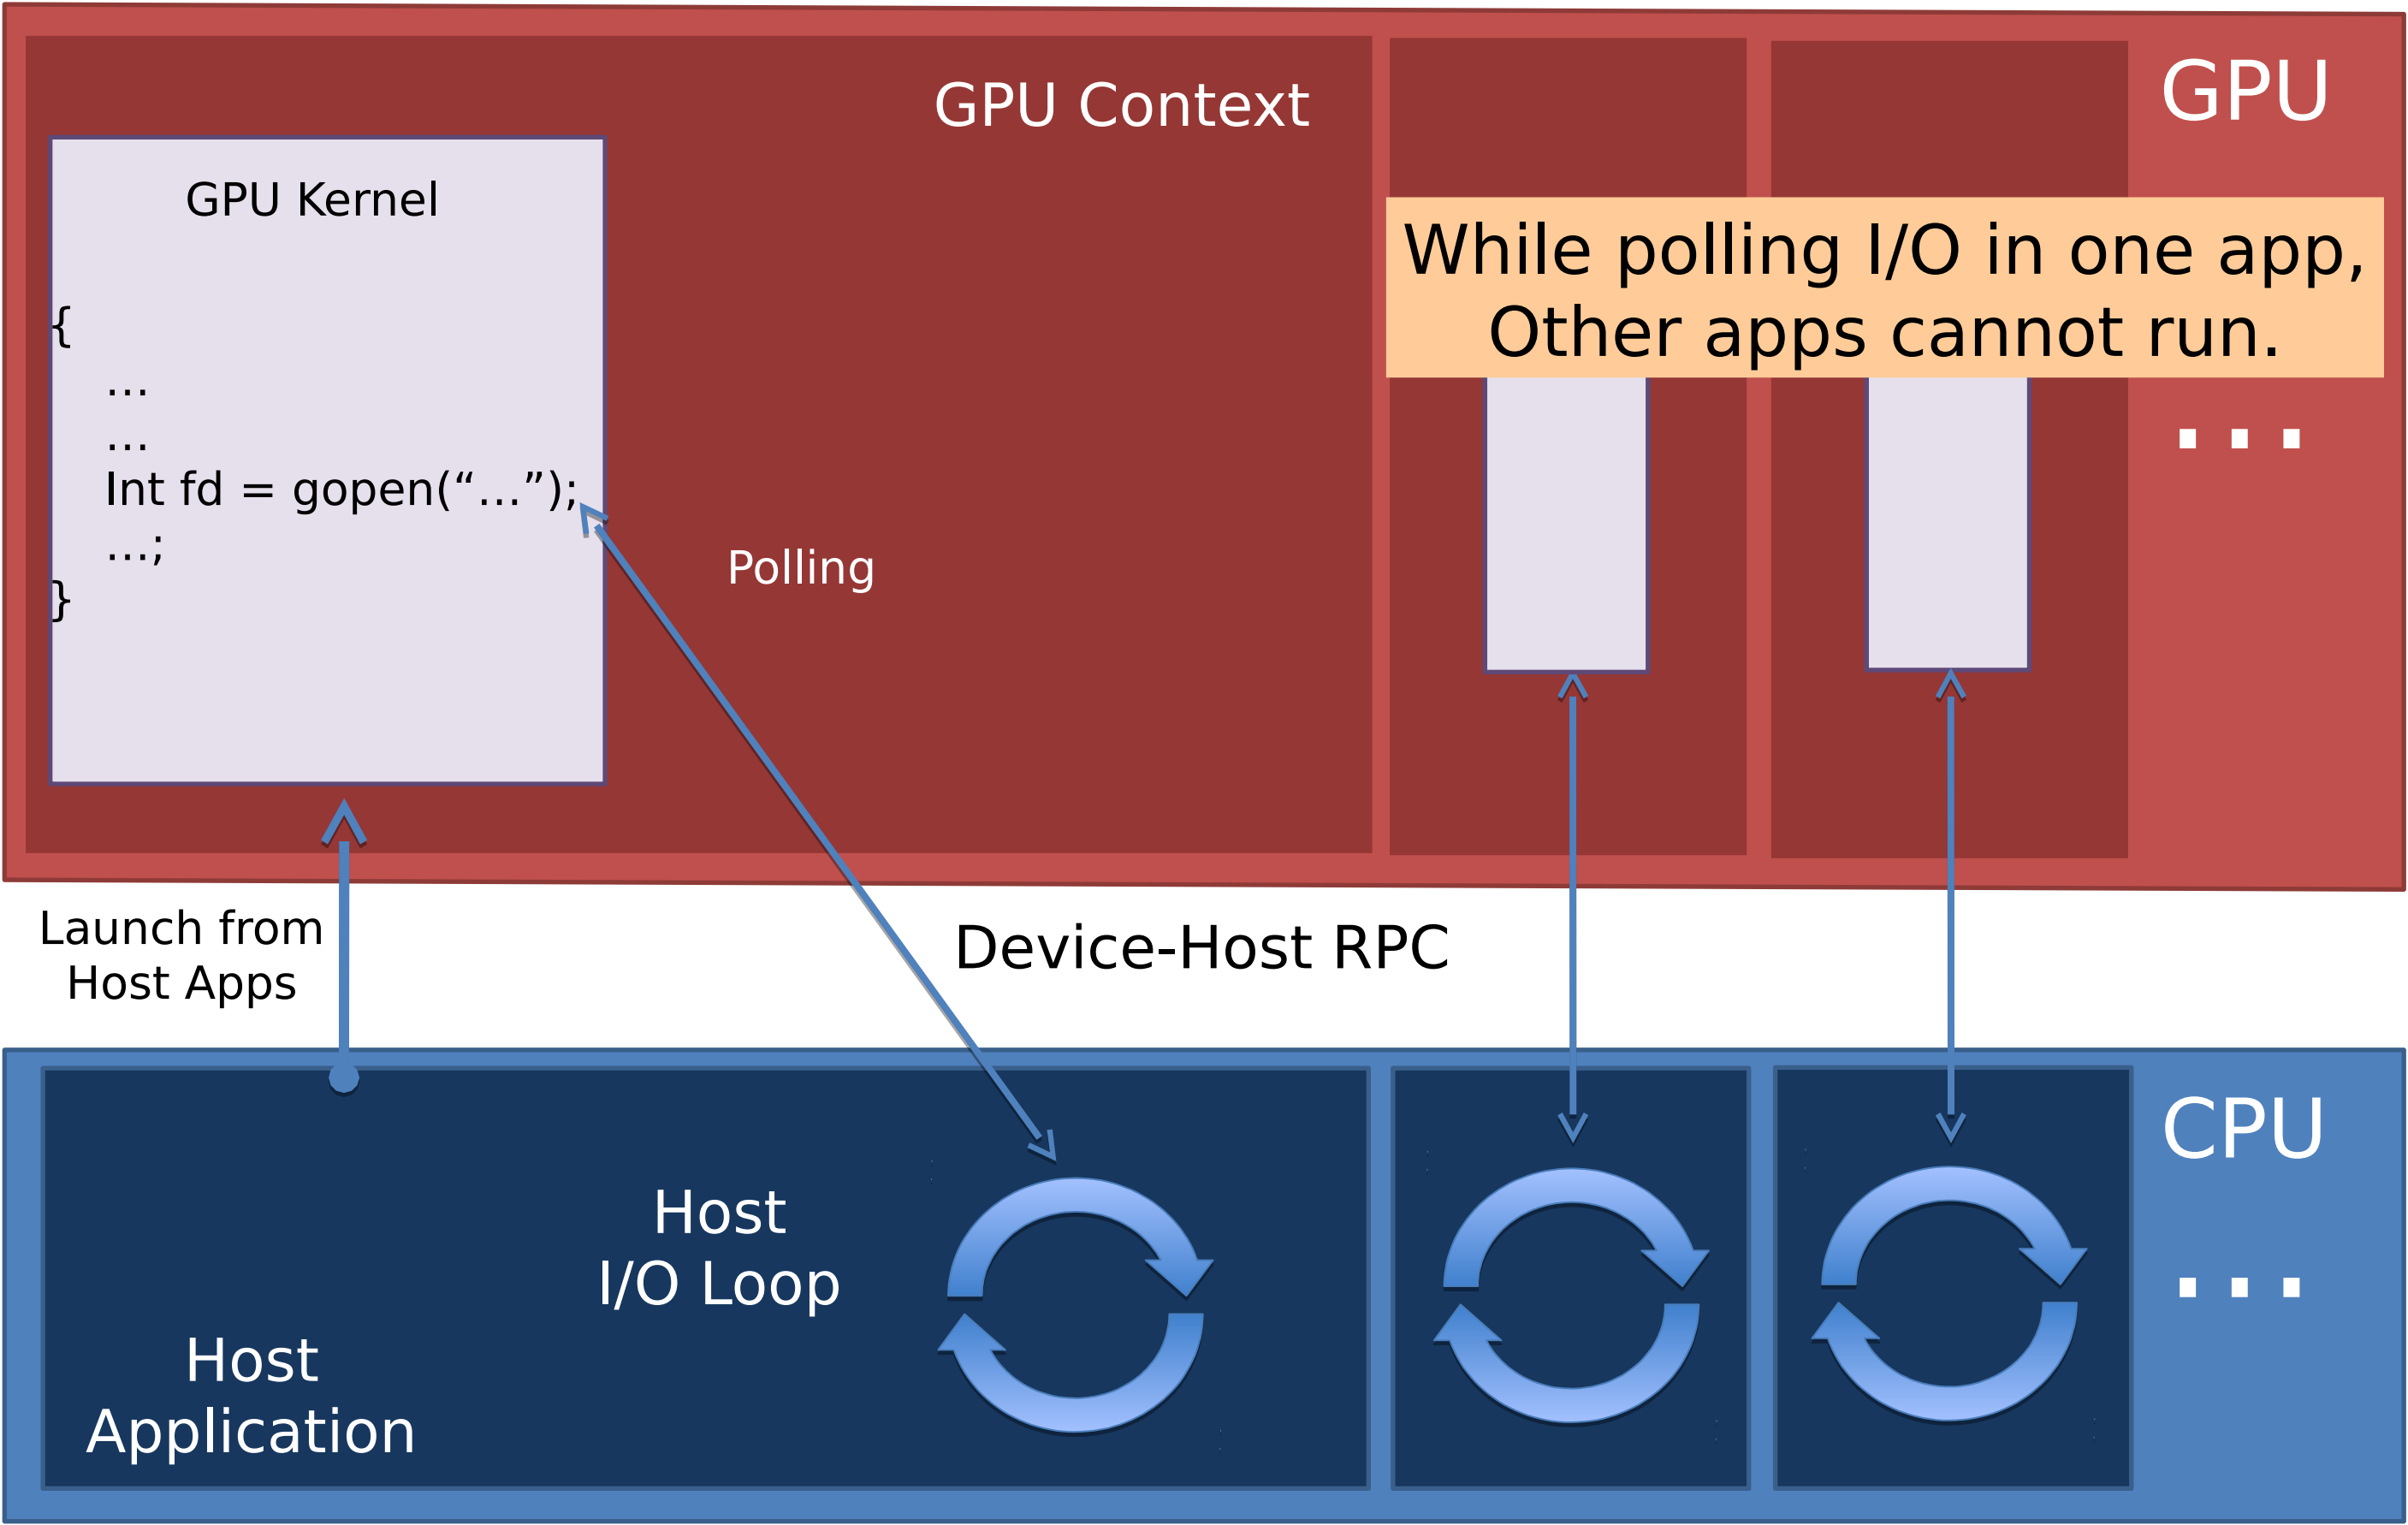 GPU Context
GPU
GPU Kernel
While polling I/O in one app,
Other apps cannot run.
{
...
...
Int fd = gopen(“...”);
...;
}
...
Polling
Launch from
Host Apps
Device-Host RPC
CPU
Host
I/O Loop
...
Host
Application